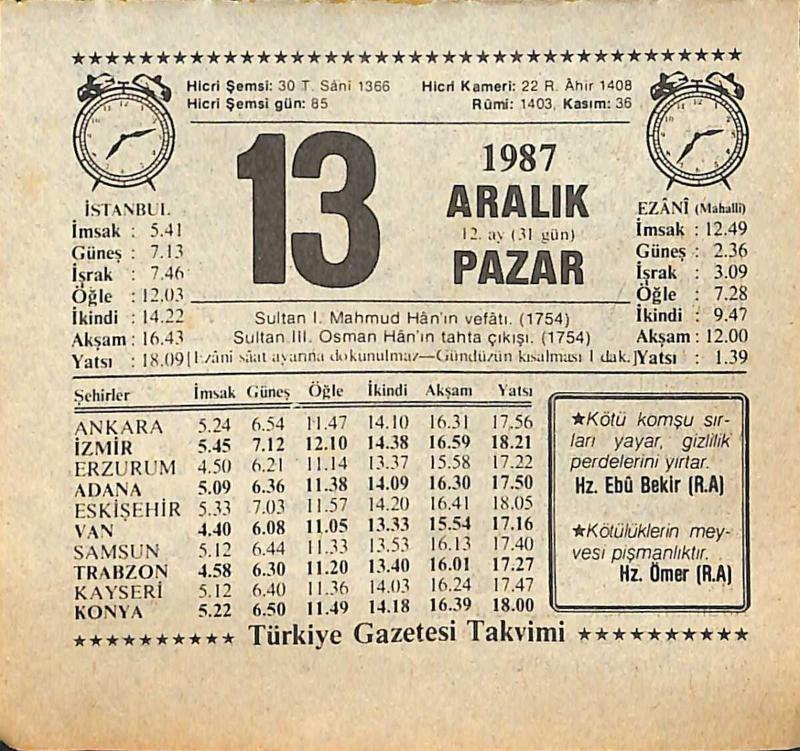 Hicri Şemsi: 30 T. Sâni 1366 Hicri Kameri: 22 R. Âhir 1408
Hicri Şemsi gün: 85 Rûmi: 1403, Kasım: 36
13
1987
ARALIK
12. ay (31 gün)
PAZAR
İSTANBUL
İmsak : 5.41
Güneş : 7.13
İşrak : 7.46
Öğle : 12.03
İkindi : 14.22
Akşam : 16.43
Yatsı : 18.09
EZÂNÎ (Mahalli)
İmsak : 12.49
Güneş : 2.36
İşrak : 3.09
Öğle : 7.28
İkindi : 9.47
Akşam : 12.00
Yatsı : 1.39
Sultan I. Mahmud Hân'ın vefâtı. (1754)
Sultan III. Osman Hân'ın tahta çıkışı. (1754)
[Ezâni sâat ayarına dokunulmaz—Gündüzün kısalması 1 dak.]
Şehirler İmsak Güneş Öğle İkindi Akşam Yatsı
ANKARA 5.24 6.54 11.47 14.10 16.31 17.56
İZMİR 5.45 7.12 12.10 14.38 16.59 18.21
ERZURUM 4.50 6.21 11.14 13.37 15.58 17.22
ADANA 5.09 6.36 11.38 14.09 16.30 17.50
ESKİŞEHİR 5.33 7.03 11.57 14.20 16.41 18.05
VAN 4.40 6.08 11.05 13.33 15.54 17.16
SAMSUN 5.12 6.44 11.33 13.53 16.13 17.40
TRABZON 4.58 6.30 11.20 13.40 16.01 17.27
KAYSERİ 5.12 6.40 11.36 14.03 16.24 17.47
KONYA 5.22 6.50 11.49 14.18 16.39 18.00
★Kötü komşu sır-
ları yayar, gizlilik
perdelerini yırtar.
Hz. Ebû Bekir (R.A)
★Kötülüklerin mey-
vesi pişmanlıktır.
Hz. Ömer (R.A)
★★★★★★★★★★ Türkiye Gazetesi Takvimi ★★★★★★★★★★